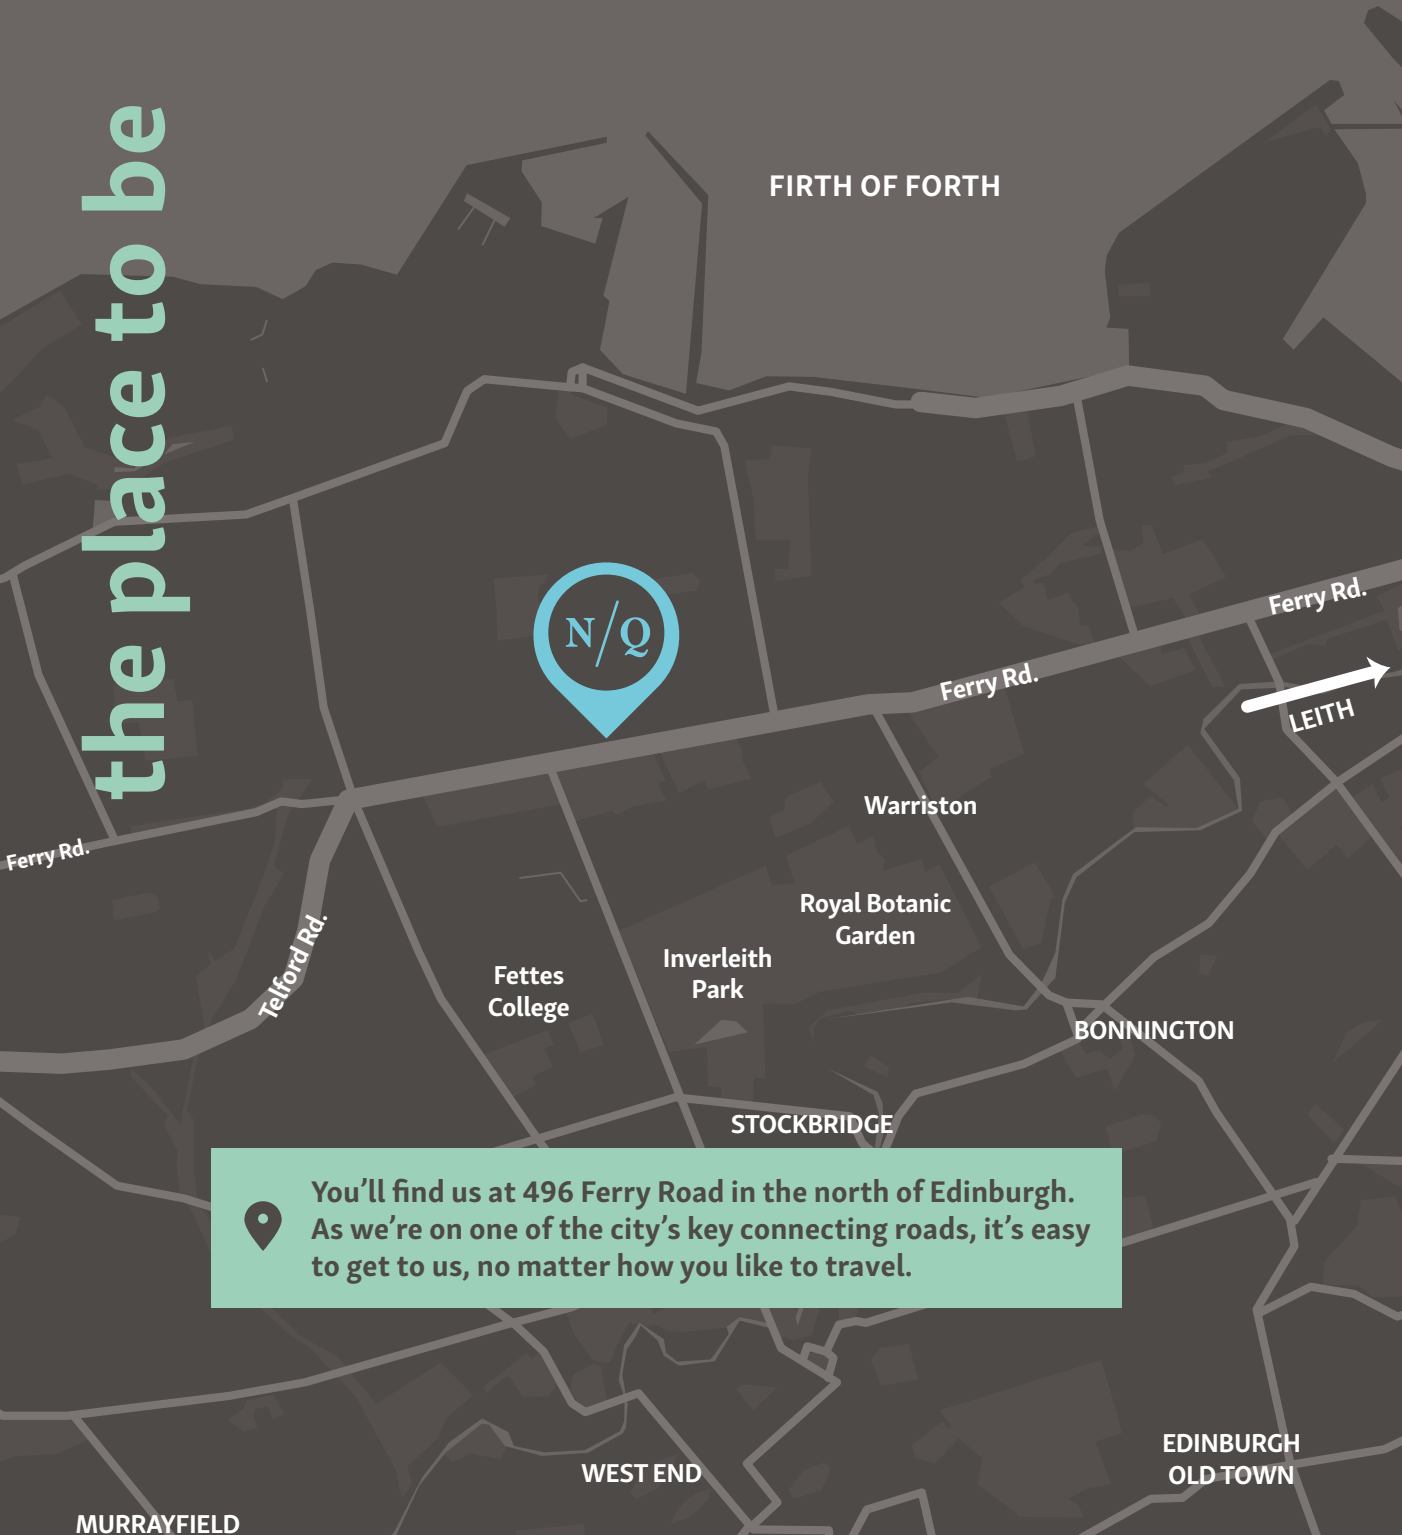 the place to be
FIRTH OF FORTH
N/Q
Ferry Rd.
Ferry Rd.
LEITH
Warriston
Ferry Rd.
Royal Botanic
Garden
Telford Rd.
Inverleith
Park
Fettes
College
BONNINGTON
STOCKBRIDGE
You’ll find us at 496 Ferry Road in the north of Edinburgh.
As we’re on one of the city’s key connecting roads, it’s easy
to get to us, no matter how you like to travel.
EDINBURGH
OLD TOWN
WEST END
MURRAYFIELD